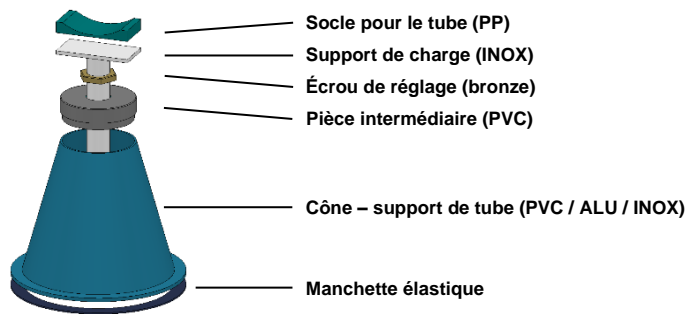 Socle pour le tube (PP)
Support de charge (INOX)
Écrou de réglage (bronze)
Pièce intermédiaire (PVC)
Cône – support de tube (PVC / ALU / INOX)
Manchette élastique